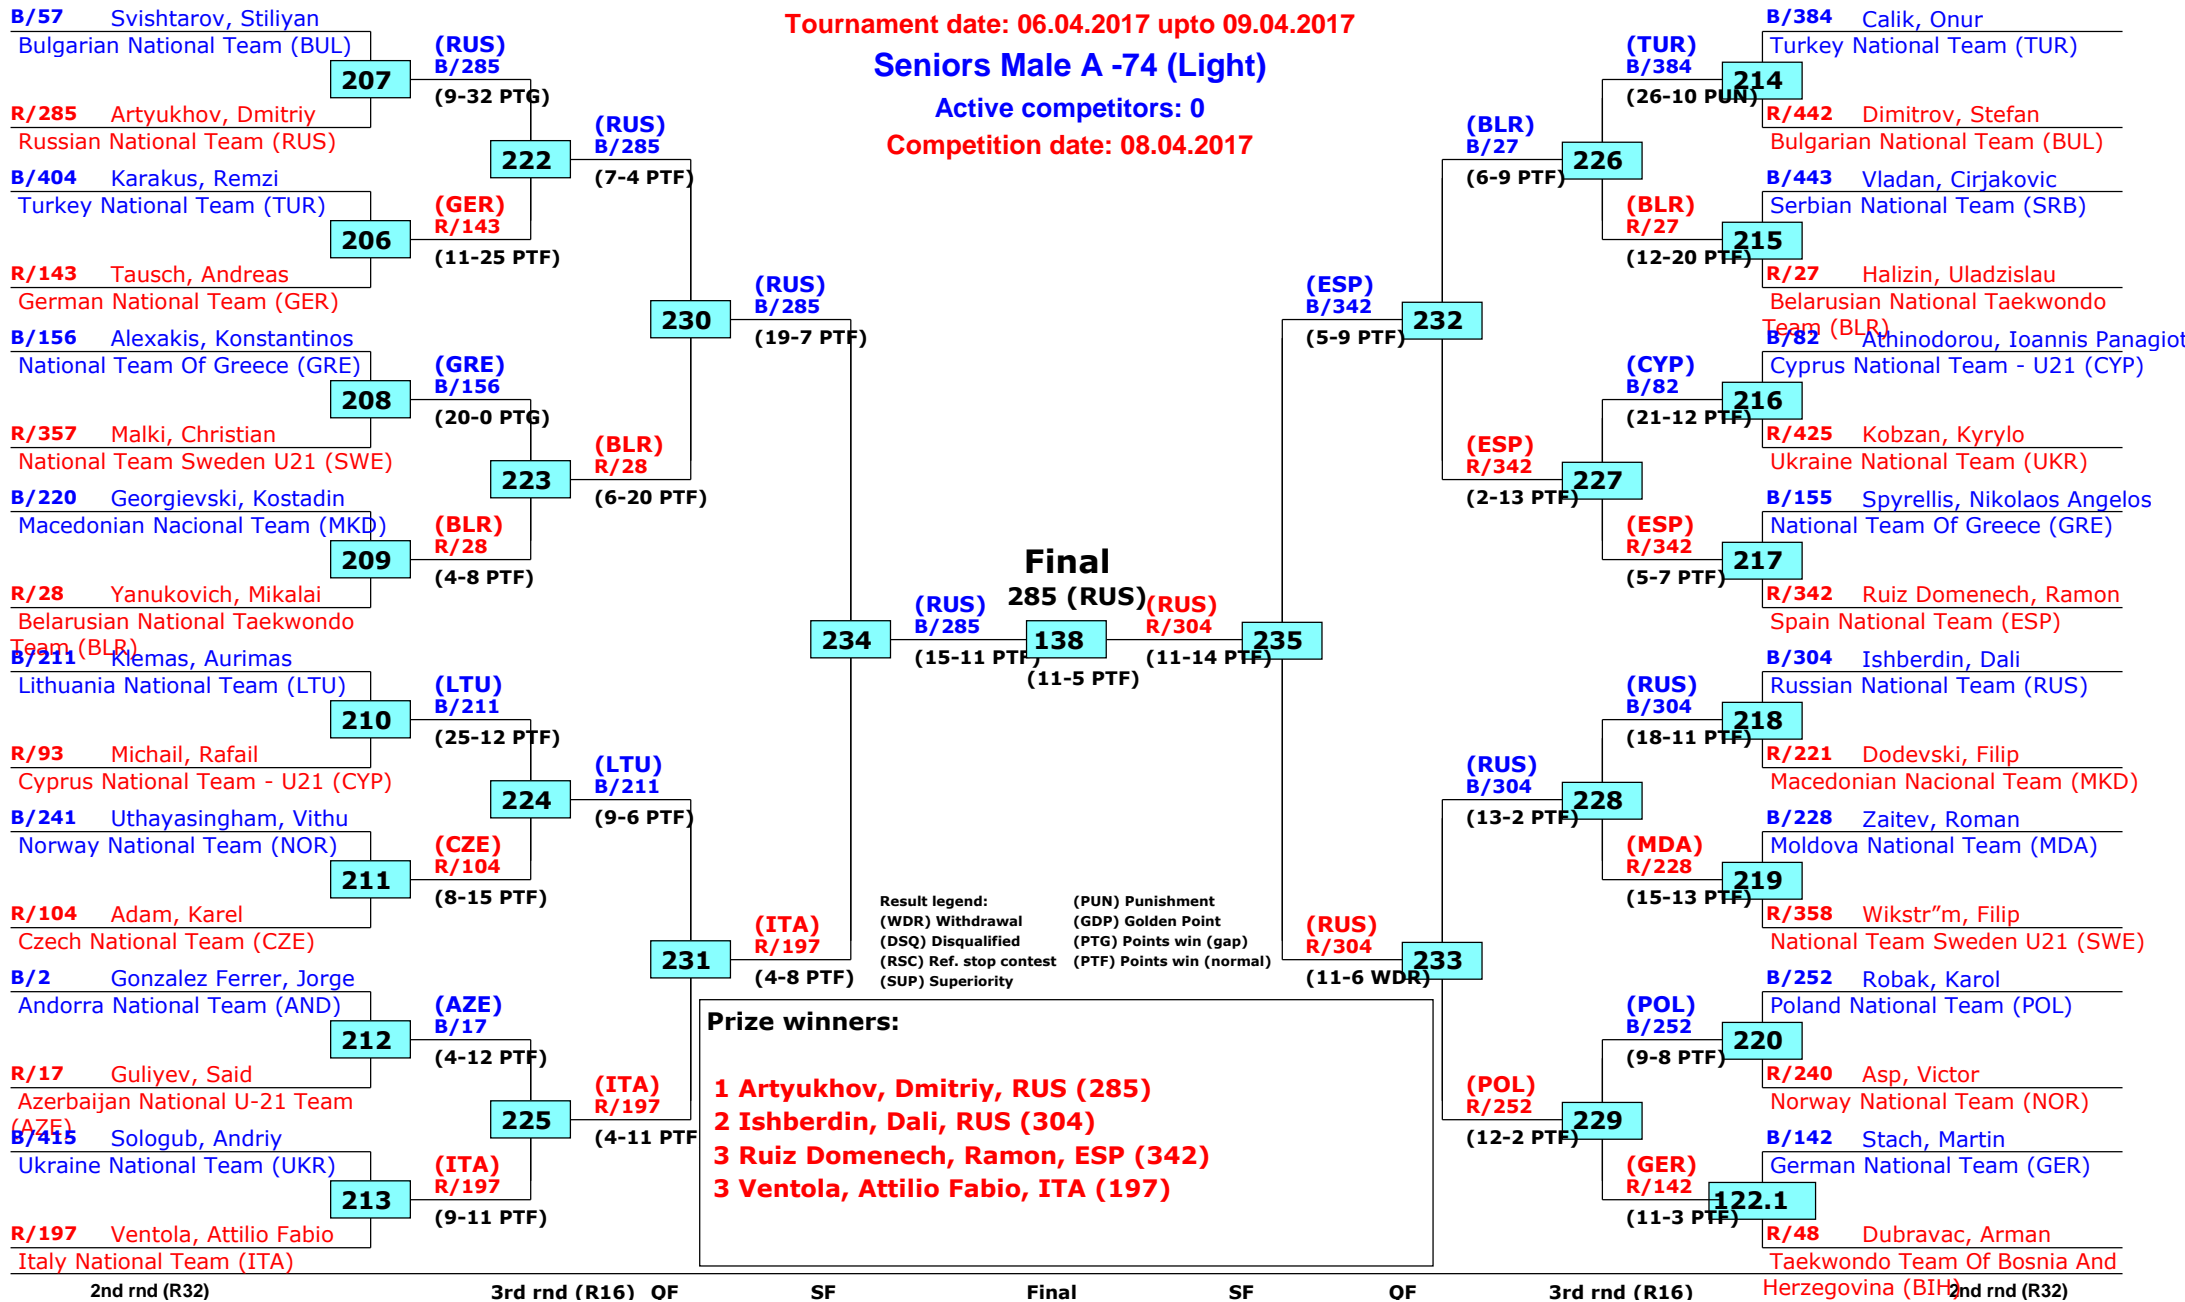 Tournament date: 06.04.2017 upto 09.04.2017
Seniors Male A -74 (Light)
Active competitors: 0
Competition date: 08.04.2017
B/57 Svishtarov, Stiliyan
Bulgarian National Team (BUL)
207
R/285 Artyukhov, Dmitriy
Russian National Team (RUS)
B/404 Karakus, Remzi
Turkey National Team (TUR)
206
R/143 Tausch, Andreas
German National Team (GER)
B/156 Alexakis, Konstantinos
National Team Of Greece (GRE)
208
R/357 Malki, Christian
National Team Sweden U21 (SWE)
B/220 Georgievski, Kostadin
Macedonian Nacional Team (MKD)
209
R/28 Yanukovich, Mikalai
Belarusian National Taekwondo
Team (BLR)
B/211 Klemas, Aurimas
Lithuania National Team (LTU)
210
R/93 Michail, Rafail
Cyprus National Team - U21 (CYP)
B/241 Uthayasingham, Vithu
Norway National Team (NOR)
211
R/104 Adam, Karel
Czech National Team (CZE)
B/2 Gonzalez Ferrer, Jorge
Andorra National Team (AND)
212
R/17 Guliyev, Said
Azerbaijan National U-21 Team
(AZE)
B/415 Sologub, Andriy
Ukraine National Team (UKR)
213
R/197 Ventola, Attilio Fabio
Italy National Team (ITA)
(RUS)
B/285
(9-32 PTG)
222
(GER)
R/143
(11-25 PTF)
(GRE)
B/156
(20-0 PTG)
223
(BLR)
R/28
(4-8 PTF)
(LTU)
B/211
(25-12 PTF)
224
(CZE)
R/104
(8-15 PTF)
(AZE)
B/17
(4-12 PTF)
225
(ITA)
R/197
(9-11 PTF)
(RUS)
B/285
(7-4 PTF)
230
(BLR)
R/28
(6-20 PTF)
(LTU)
B/211
(9-6 PTF)
231
(ITA)
R/197
(4-11 PTF
(RUS)
B/285
(19-7 PTF)
234
(ITA)
R/197
(4-8 PTF)
(RUS)
B/285
(15-11 PTF)
Final
285 (RUS)
138
(11-5 PTF)
(RUS)
R/304
(11-14 PTF)
235
(ESP)
B/342
(5-9 PTF)
232
(RUS)
R/304
(11-6 WDR)
233
(BLR)
B/27
(6-9 PTF)
226
(ESP)
R/342
(2-13 PTF)
227
(RUS)
B/304
(13-2 PTF)
228
(POL)
R/252
(12-2 PTF)
229
(TUR)
B/384
(26-10 PUN)
214
(BLR)
R/27
(12-20 PTF)
215
(CYP)
B/82
(21-12 PTF)
216
(ESP)
R/342
(5-7 PTF)
217
(RUS)
B/304
(18-11 PTF)
218
(MDA)
R/228
(15-13 PTF)
219
(POL)
B/252
(9-8 PTF)
220
(GER)
R/142
(11-3 PTF)
122.1
B/384 Calik, Onur
Turkey National Team (TUR)
R/442 Dimitrov, Stefan
Bulgarian National Team (BUL)
B/443 Vladan, Cirjakovic
Serbian National Team (SRB)
R/27 Halizin, Uladzislau
Belarusian National Taekwondo
Team (BLR)
B/82 Athinodorou, Ioannis Panagiot
Cyprus National Team - U21 (CYP)
R/425 Kobzan, Kyrylo
Ukraine National Team (UKR)
B/155 Spyrellis, Nikolaos Angelos
National Team Of Greece (GRE)
R/342 Ruiz Domenech, Ramon
Spain National Team (ESP)
B/304 Ishberdin, Dali
Russian National Team (RUS)
R/221 Dodevski, Filip
Macedonian Nacional Team (MKD)
B/228 Zaitev, Roman
Moldova National Team (MDA)
R/358 Wikstr”m, Filip
National Team Sweden U21 (SWE)
B/252 Robak, Karol
Poland National Team (POL)
R/240 Asp, Victor
Norway National Team (NOR)
B/142 Stach, Martin
German National Team (GER)
R/48 Dubravac, Arman
Taekwondo Team Of Bosnia And
Herzegovina (BIH)
Result legend: (PUN) Punishment
(WDR) Withdrawal (GDP) Golden Point
(DSQ) Disqualified (PTG) Points win (gap)
(RSC) Ref. stop contest (PTF) Points win (normal)
(SUP) Superiority
Prize winners:
1 Artyukhov, Dmitriy, RUS (285)
2 Ishberdin, Dali, RUS (304)
3 Ruiz Domenech, Ramon, ESP (342)
3 Ventola, Attilio Fabio, ITA (197)
2nd rnd (R32) 3rd rnd (R16) QF SF Final SF QF 3rd rnd (R16) 2nd rnd (R32)